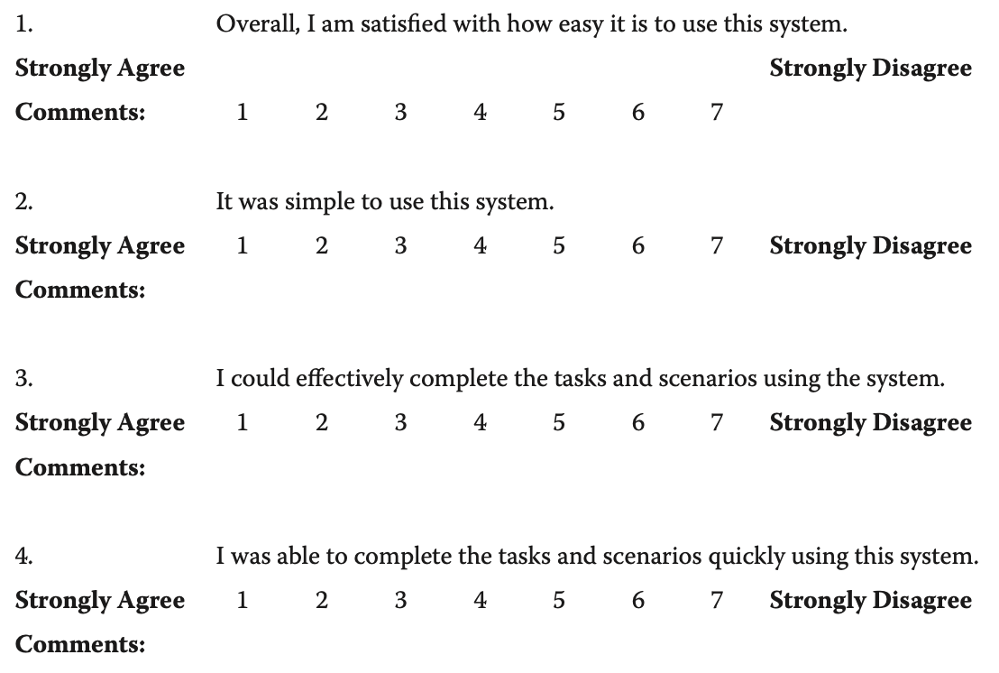 1. Overall, I am satisfied with how easy it is to use this system.
Strongly Agree Strongly Disagree
Comments: 1 2 3 4 5 6 7
2. It was simple to use this system.
Strongly Agree 1 2 3 4 5 6 7 Strongly Disagree
Comments:
3. I could effectively complete the tasks and scenarios using the system.
Strongly Agree 1 2 3 4 5 6 7 Strongly Disagree
Comments:
4. I was able to complete the tasks and scenarios quickly using this system.
Strongly Agree 1 2 3 4 5 6 7 Strongly Disagree
Comments: